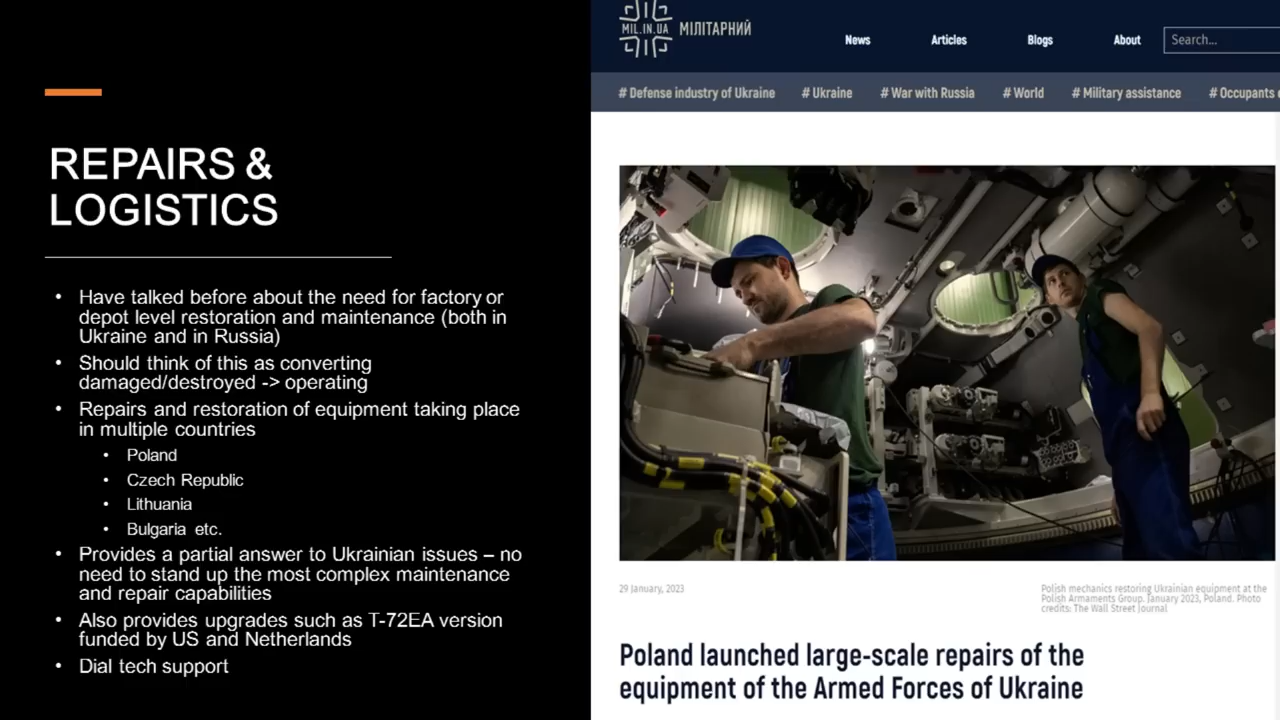 REPAIRS &
LOGISTICS
• Have talked before about the need for factory or
depot level restoration and maintenance (both in
Ukraine and in Russia)
• Should think of this as converting
damaged/destroyed -> operating
• Repairs and restoration of equipment taking place
in multiple countries
• Poland
• Czech Republic
• Lithuania
• Bulgaria etc.
• Provides a partial answer to Ukrainian issues – no
need to stand up the most complex maintenance
and repair capabilities
• Also provides upgrades such as T-72EA version
funded by US and Netherlands
• Dial tech support
MIL.IN.UA МІЛІТАРНИЙ
News Articles Blogs About Search...
# Defense industry of Ukraine # Ukraine # War with Russia # World # Military assistance # Occupants
29 January, 2023
Polish mechanics restoring Ukrainian equipment at the
Polish Armaments Group. January 2023, Poland. Photo
credits: The Wall Street Journal
Poland launched large-scale repairs of the
equipment of the Armed Forces of Ukraine